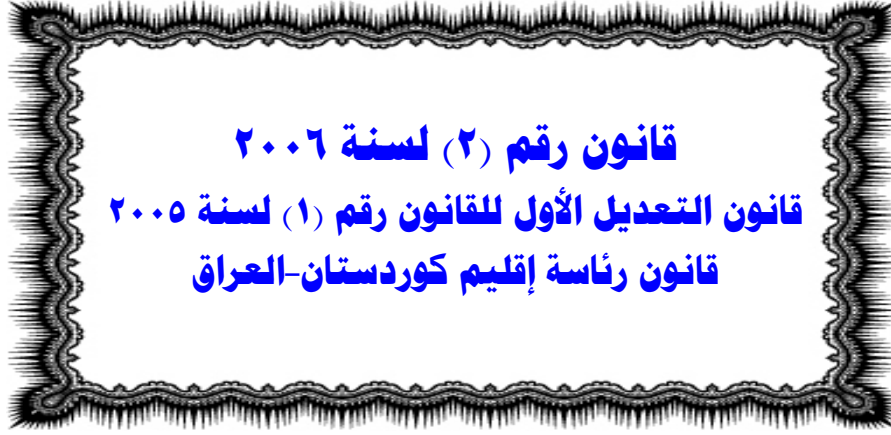 قانون رقم (٢) لسنة ٢٠٠٦
قانون التعديل الأول للقانون رقم (١) لسنة ٢٠٠٥
قانون رئاسة إقليم كوردستان-العراق